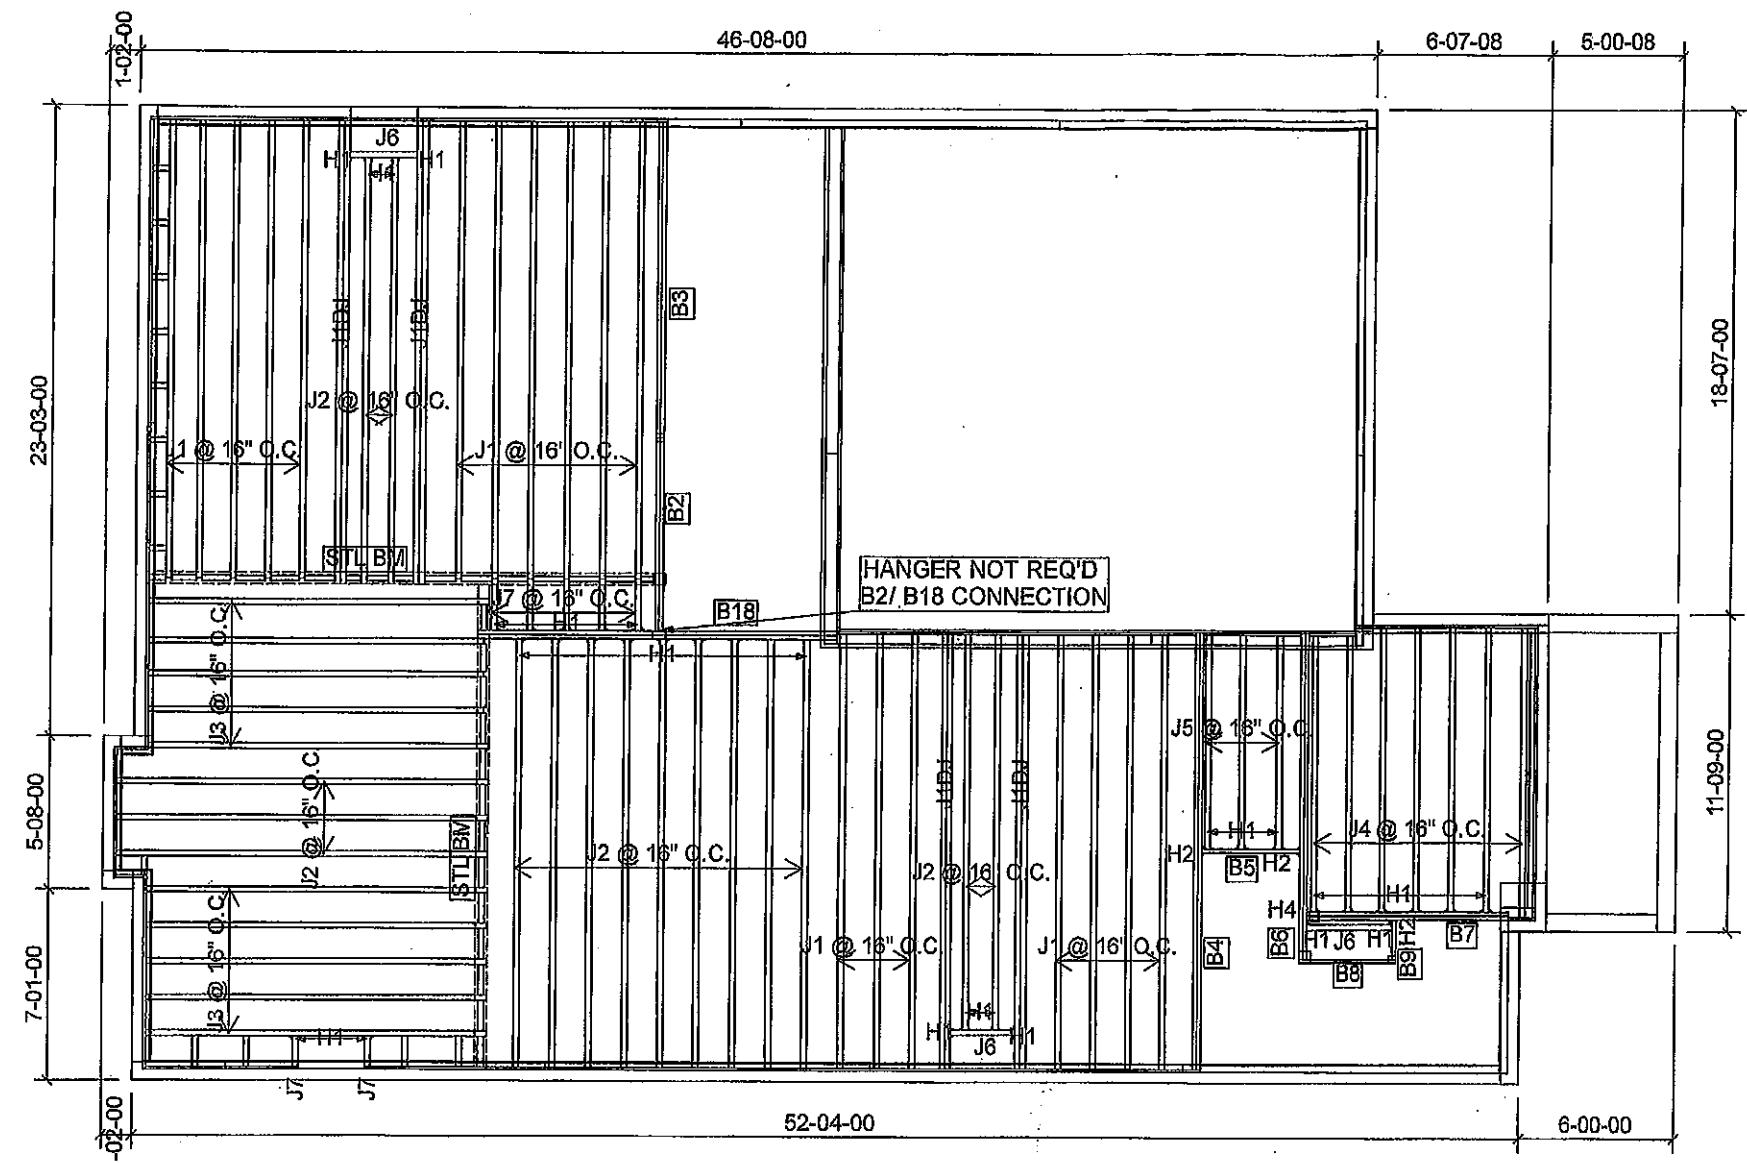 1-02-00
46-08-00
6-07-08
5-00-08
J6
H1
H1
H1
23-03-00
18-07-00
B3
J1DJ
J1DJ
J2 @ 16" O.C.
1 @ 16" O.C.
J1 @ 16' O.C.
B2
STL BM
HANGER NOT REQ'D
B2/ B18 CONNECTION
J7 @ 16" O.C.
H1
B18
J3 @ 16" O.C.
H1
J5 @ 16" O.C.
11-09-00
5-08-00
J2 @ 16" O.C
STL BM
J1DJ
J1DJ
H1
J4 @ 16" O.C.
J2 @ 16" O.C.
J2 @ 16 O.C.
H2
B5
H2
H1
H4
7-01-00
J3 @ 16" O.C.
J1 @ 16" O.C
J1 @ 16' O.C.
B4
B6
H1
J6
H1
H2
B7
B8
B9
H1
H1
H
H1
J6
J7
J7
-02-00
52-04-00
6-00-00